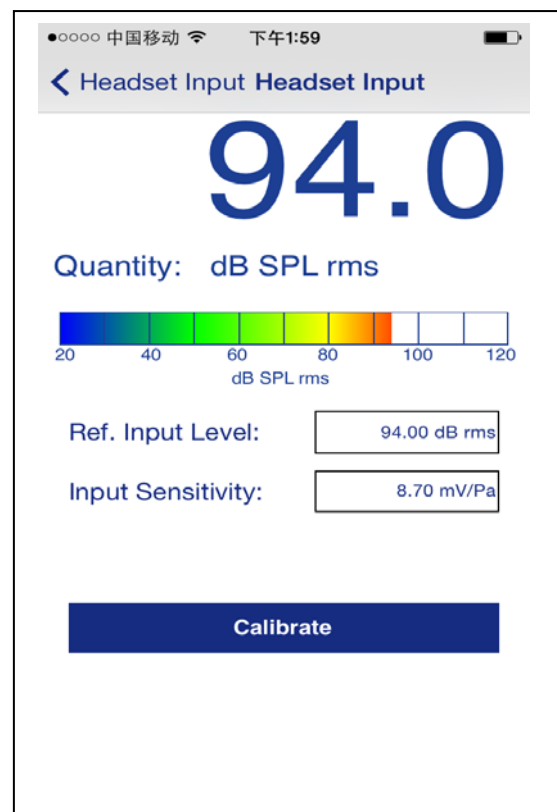 ●○○○○ 中国移动 下午1:59
Headset Input Headset Input
94.0
Quantity: dB SPL rms
20 40 60 80 100 120
dB SPL rms
Ref. Input Level: 94.00 dB rms
Input Sensitivity: 8.70 mV/Pa
Calibrate